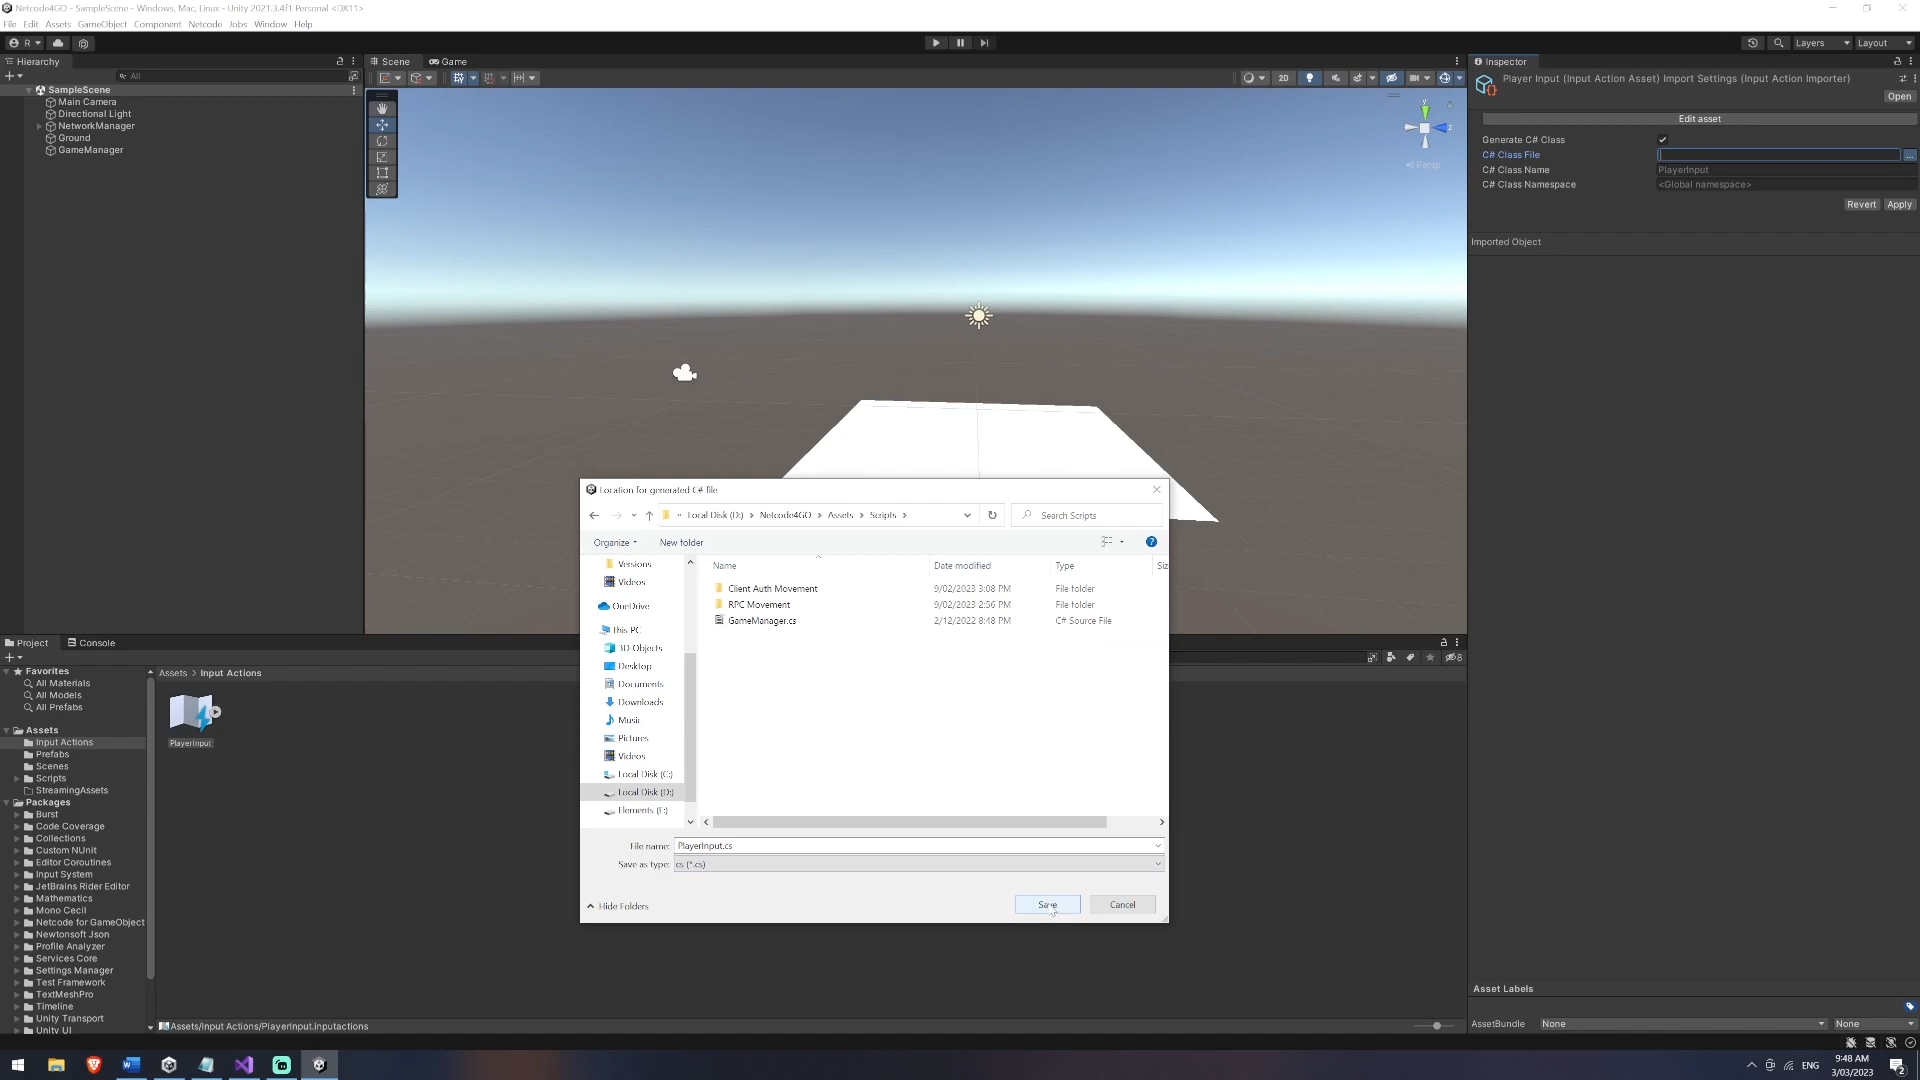 Netcode4GO - SampleScene - Windows, Mac, Linux - Unity 2021.3.4f1 Personal <DX11>
File Edit Assets GameObject Component Netcode Jobs Window Help
R
Layers
Layout
Hierarchy
All
SampleScene
Main Camera
Directional Light
NetworkManager
Ground
GameManager
Scene
Game
2D
y
z
Persp
Inspector
Player Input (Input Action Asset) Import Settings (Input Action Importer)
Open
Edit asset
Generate C# Class
C# Class File
...
C# Class Name
PlayerInput
C# Class Namespace
<Global namespace>
Revert
Apply
Imported Object
Location for generated C# file
Local Disk (D:) > Netcode4GO > Assets > Scripts >
Search Scripts
Organize
New folder
Versions
Videos
OneDrive
This PC
3D Objects
Desktop
Documents
Downloads
Music
Pictures
Videos
Local Disk (C:)
Local Disk (D:)
Elements (E:)
Name Date modified Type Siz
Client Auth Movement 9/02/2023 3:08 PM File folder
RPC Movement 9/02/2023 2:56 PM File folder
GameManager.cs 2/12/2022 8:48 PM C# Source File
File name: PlayerInput.cs
Save as type: cs (*.cs)
Hide Folders
Save
Cancel
Project
Console
8
Favorites
All Materials
All Models
All Prefabs
Assets
Input Actions
Prefabs
Scenes
Scripts
StreamingAssets
Packages
Burst
Code Coverage
Collections
Custom NUnit
Editor Coroutines
Input System
JetBrains Rider Editor
Mathematics
Mono Cecil
Netcode for GameObject
Newtonsoft Json
Profile Analyzer
Services Core
Settings Manager
Test Framework
TextMeshPro
Timeline
Unity Transport
Unity UI
Assets > Input Actions
PlayerInput
Assets/Input Actions/PlayerInput.inputactions
Asset Labels
AssetBundle
None
None
ENG
9:48 AM
3/03/2023
2